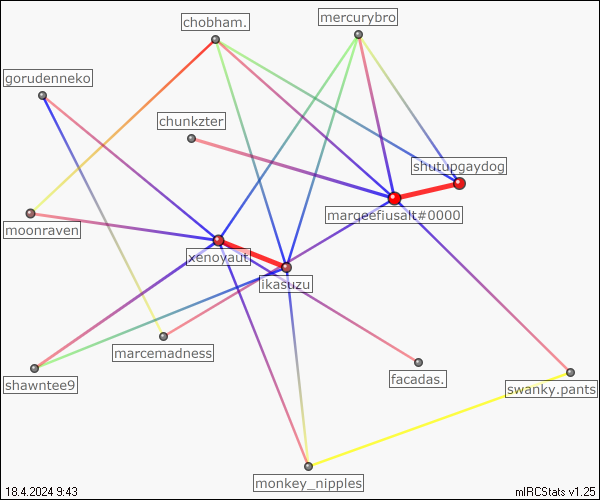 mercurybro
chobham.
gorudenneko
chunkzter
shutupgaydog
marqeefiusalt#0000
moonraven
xenoyaut
ikasuzu
marcemadness
facadas.
shawntee9
swanky.pants
monkey_nipples
18.4.2024 9:43
mIRCStats v1.25